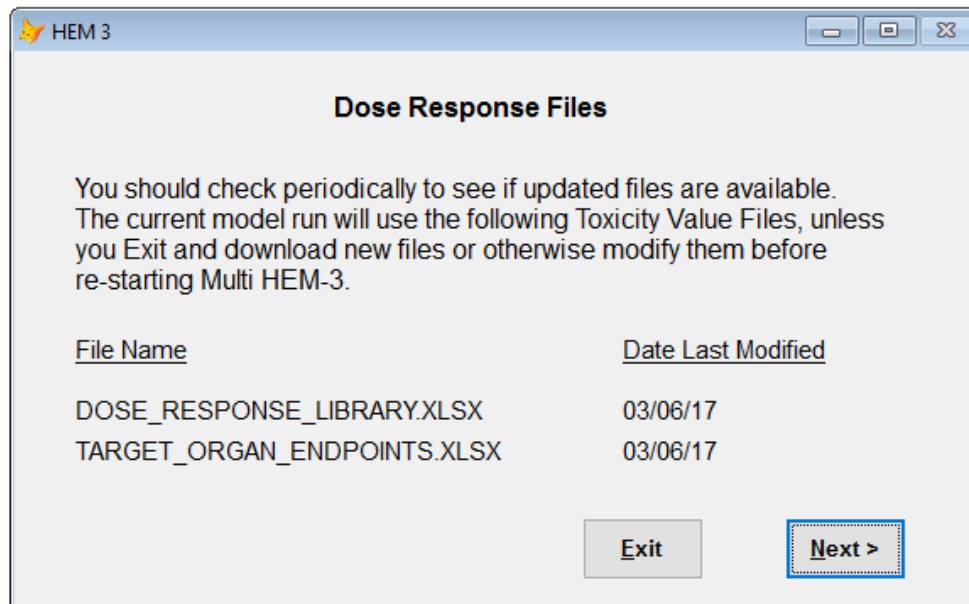 HEM 3
Dose Response Files
You should check periodically to see if updated files are available.
The current model run will use the following Toxicity Value Files, unless
you Exit and download new files or otherwise modify them before
re-starting Multi HEM-3.
File Name Date Last Modified
DOSE_RESPONSE_LIBRARY.XLSX 03/06/17
TARGET_ORGAN_ENDPOINTS.XLSX 03/06/17
Exit Next >